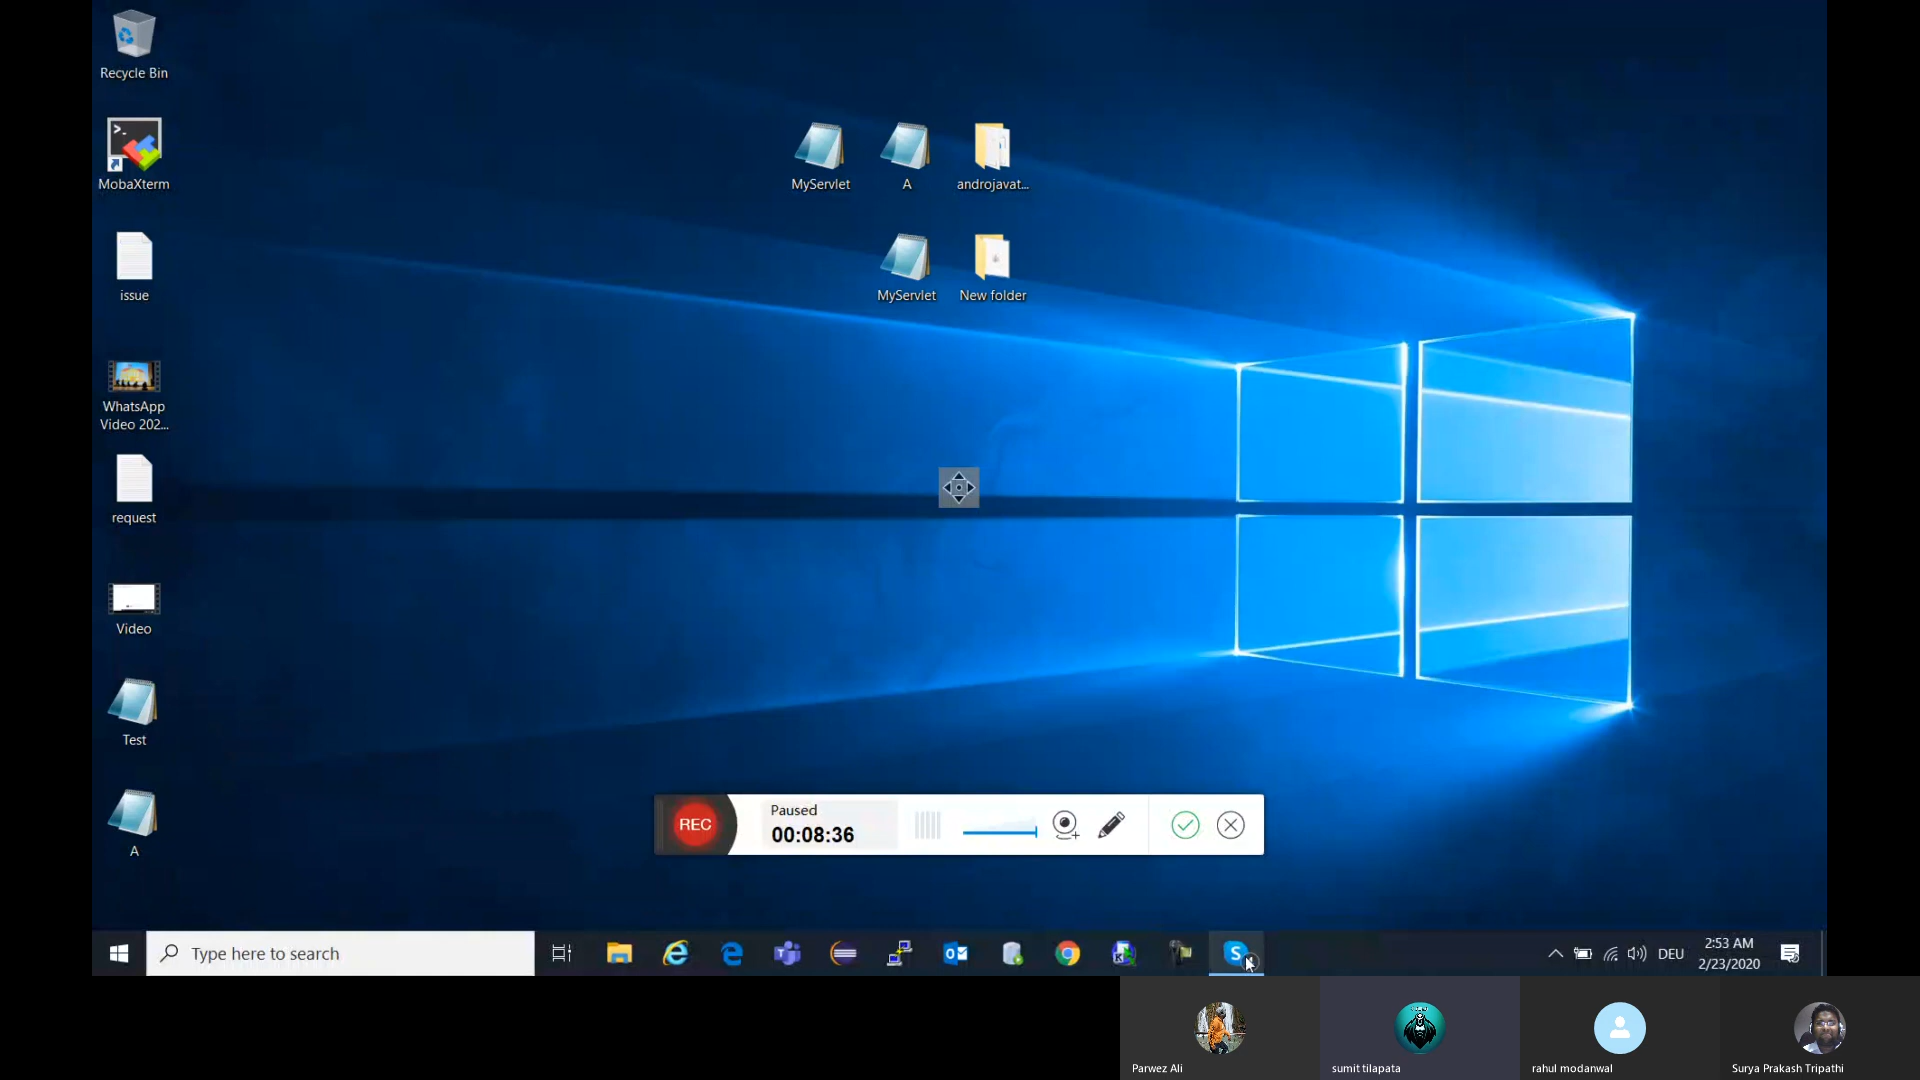 Recycle Bin
MobaXterm
issue
WhatsApp
Video 202...
request
Video
Test
A
MyServlet
A
androjavat...
MyServlet
New folder
REC
Paused
00:08:36
Type here to search
DEU
2:53 AM
2/23/2020
Parwez Ali
sumit tilapata
rahul modanwal
Surya Prakash Tripathi